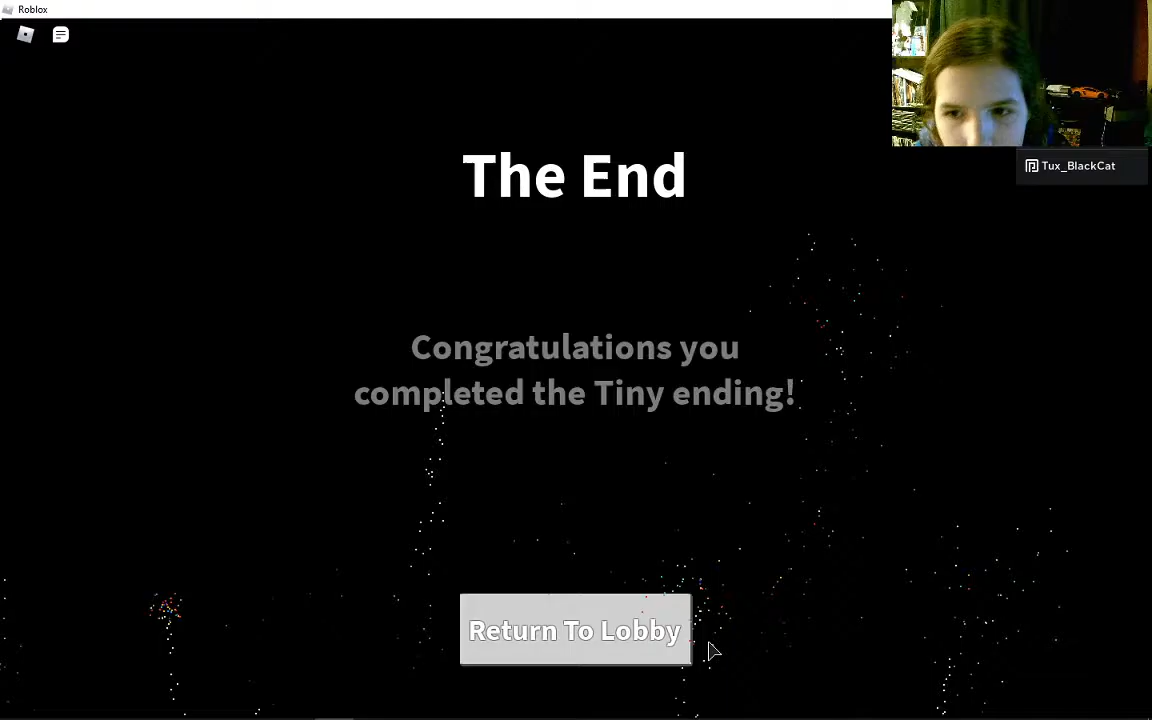 Roblox
The End
Tux_BlackCat
Congratulations you
completed the Tiny ending!
Return To Lobby